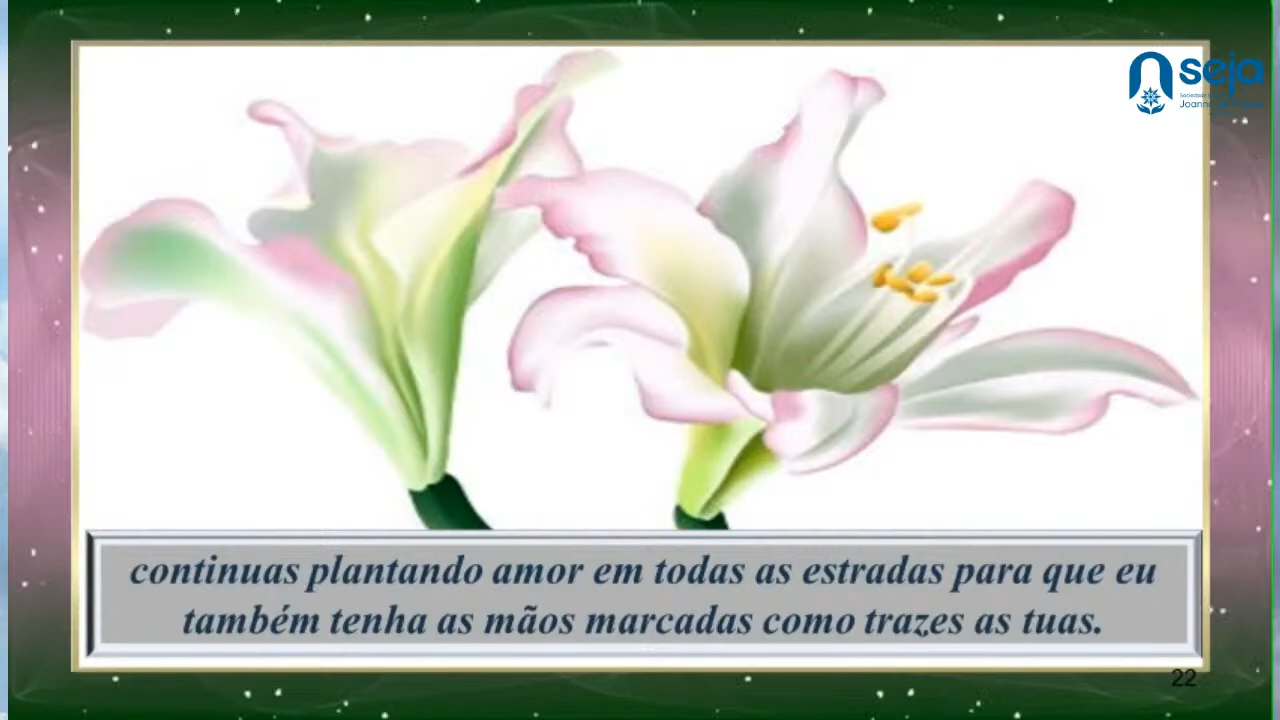 seja
continuas plantando amor em todas as estradas para que eu
também tenha as mãos marcadas como trazes as tuas.
22